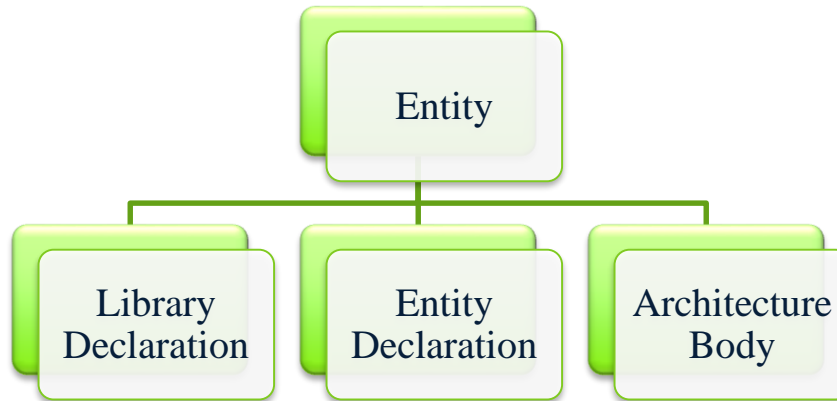 Entity
Library
Declaration
Entity
Declaration
Architecture
Body